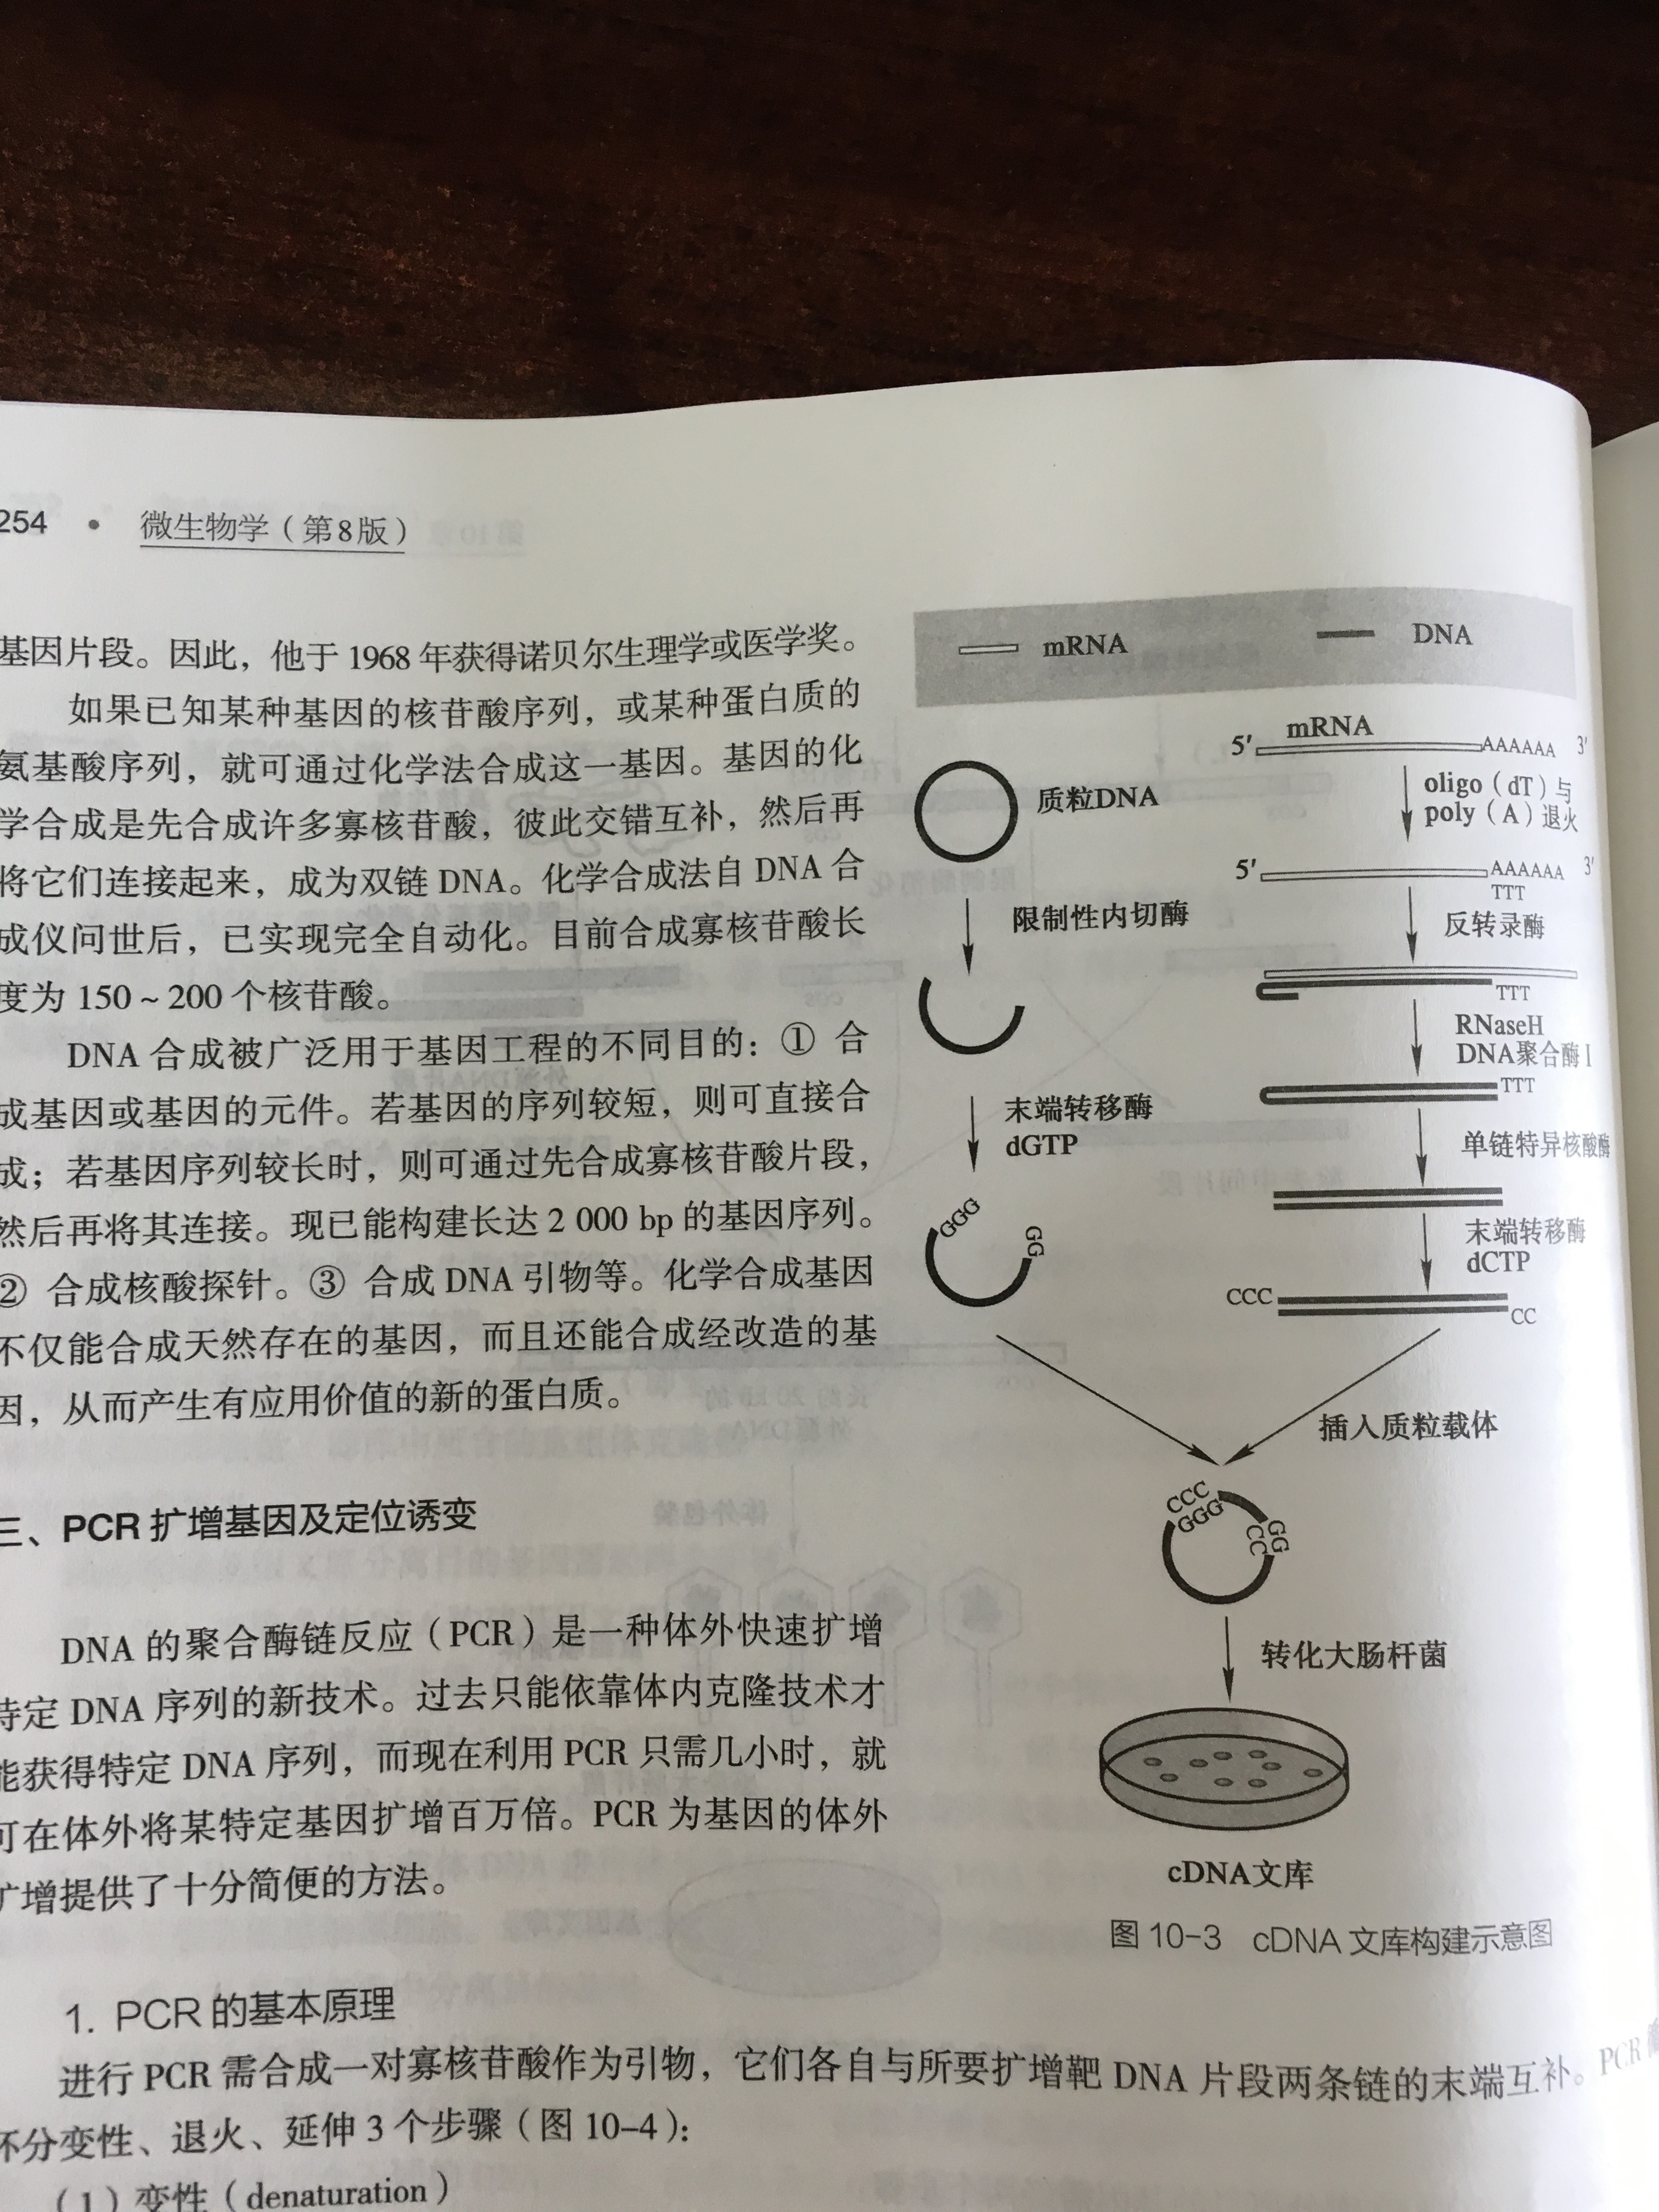 254 • 微生物学（第8版）
基因片段。因此，他于 1968 年获得诺贝尔生理学或医学奖。
如果已知某种基因的核苷酸序列，或某种蛋白质的
氨基酸序列，就可通过化学法合成这一基因。基因的化
学合成是先合成许多寡核苷酸，彼此交错互补，然后再
将它们连接起来，成为双链 DNA。化学合成法自 DNA 合
成仪问世后，已实现完全自动化。目前合成寡核苷酸长
度为 150 ~ 200 个核苷酸。
DNA 合成被广泛用于基因工程的不同目的：① 合
成基因或基因的元件。若基因的序列较短，则可直接合
成；若基因序列较长时，则可通过先合成寡核苷酸片段，
然后再将其连接。现已能构建长达 2 000 bp 的基因序列。
② 合成核酸探针。③ 合成 DNA 引物等。化学合成基因
不仅能合成天然存在的基因，而且还能合成经改造的基
因，从而产生有应用价值的新的蛋白质。
三、PCR 扩增基因及定位诱变
DNA 的聚合酶链反应（PCR）是一种体外快速扩增
特定 DNA 序列的新技术。过去只能依靠体内克隆技术才
能获得特定 DNA 序列，而现在利用 PCR 只需几小时，就
可在体外将某特定基因扩增百万倍。PCR 为基因的体外
扩增提供了十分简便的方法。
mRNA DNA
质粒DNA
限制性内切酶
末端转移酶
dGTP
GGG
GG
5′ mRNA AAAAAA 3′
oligo（dT）与
poly（A）退火
5′ AAAAAA 3′
TTT
反转录酶
TTT
RNaseH
DNA聚合酶 I
TTT
单链特异核酸酶
末端转移酶
dCTP
CCC
CC
插入质粒载体
CCC
GGG
GG
CC
转化大肠杆菌
cDNA文库
图 10-3 cDNA 文库构建示意图
1. PCR 的基本原理
进行 PCR 需合成一对寡核苷酸作为引物，它们各自与所要扩增靶 DNA 片段两条链的末端互补。PCR
环分变性、退火、延伸 3 个步骤（图 10-4）：
（1）变性（denaturation）